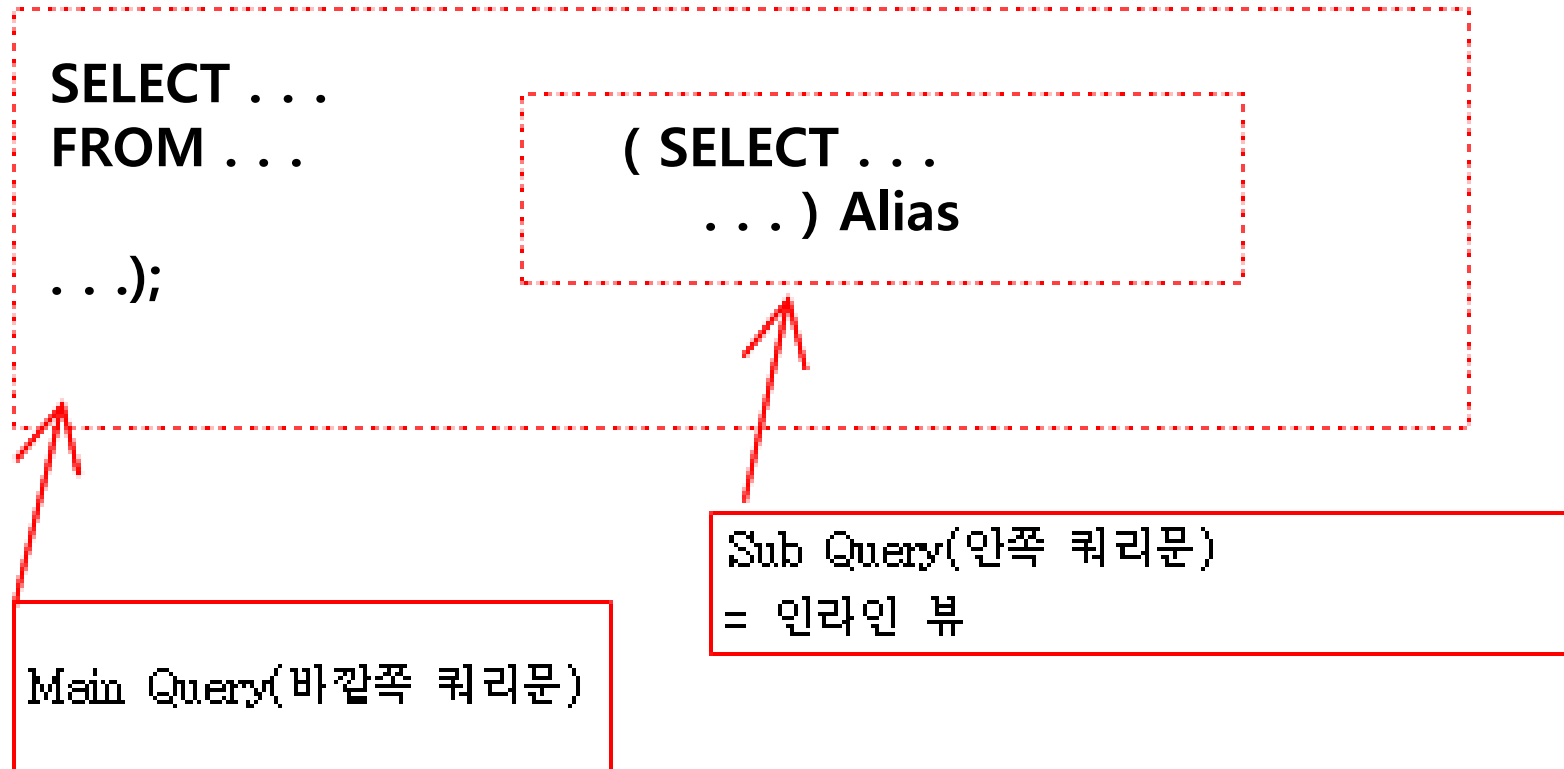 SELECT . . .
FROM . . . ( SELECT . . .
. . . ) Alias
. . .);
Sub Query(안쪽 쿼리문)
= 인라인 뷰
Main Query(바깥쪽 쿼리문)